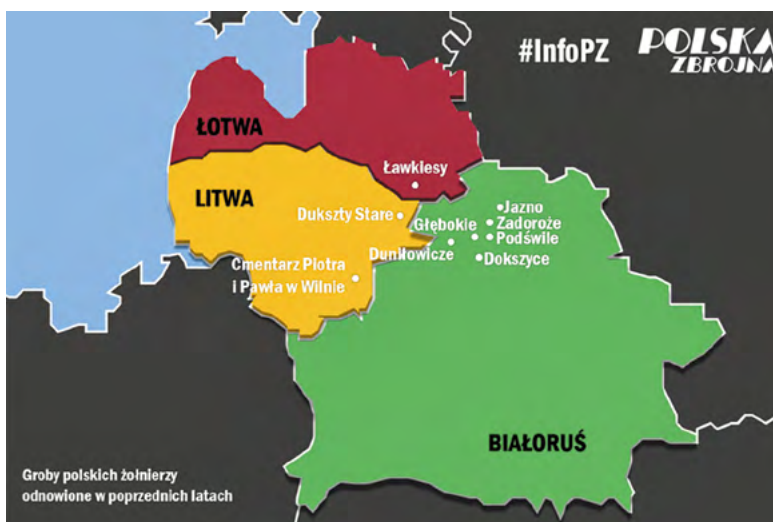 #InfoPZ
POLSKA
ZBROJNA
ŁOTWA
Ławkiesy
LITWA
Dukszty Stare
Jazno
Głębokie
Zadoroże
Podświle
Duniłowicze
Dokszyce
Cmentarz Piotra
i Pawła w Wilnie
BIAŁORUŚ
Groby polskich żołnierzy
odnowione w poprzednich latach